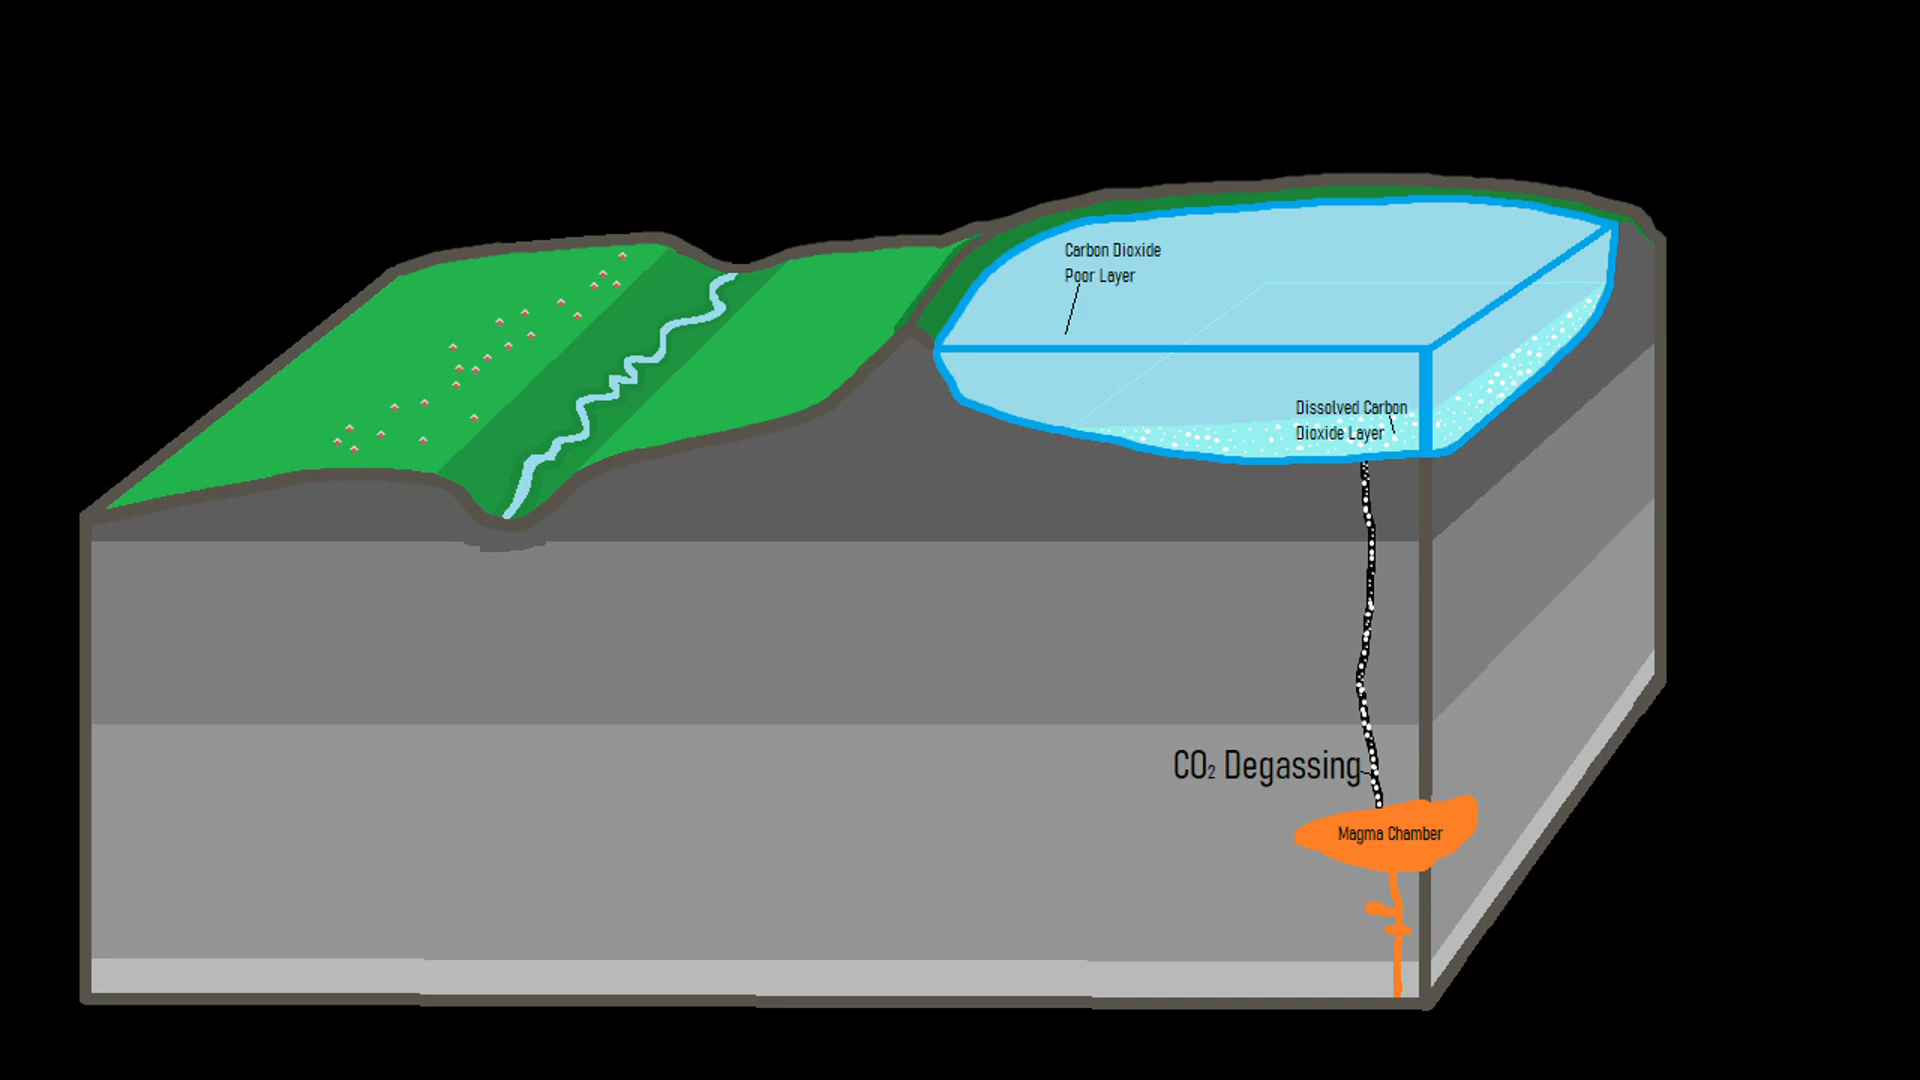 Carbon Dioxide
Poor Layer
Dissolved Carbon
Dioxide Layer
CO₂ Degassing
Magma Chamber